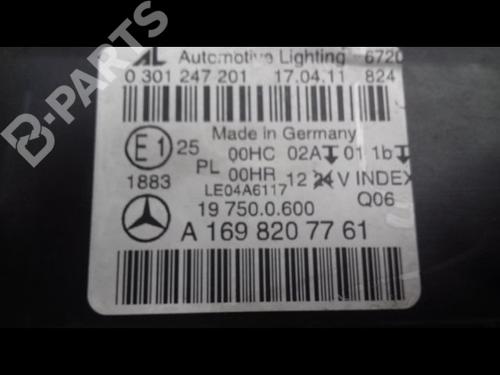 B-PARTS
AL Automotive Lighting 6720
0 301 247 201 17.04.11 824
Made in Germany
E1 25 00HC 02A 01 1b
PL 00HR 12 24 V INDEX
1883 LE04A6117 Q06
19 750.0.600
A 169 820 77 61